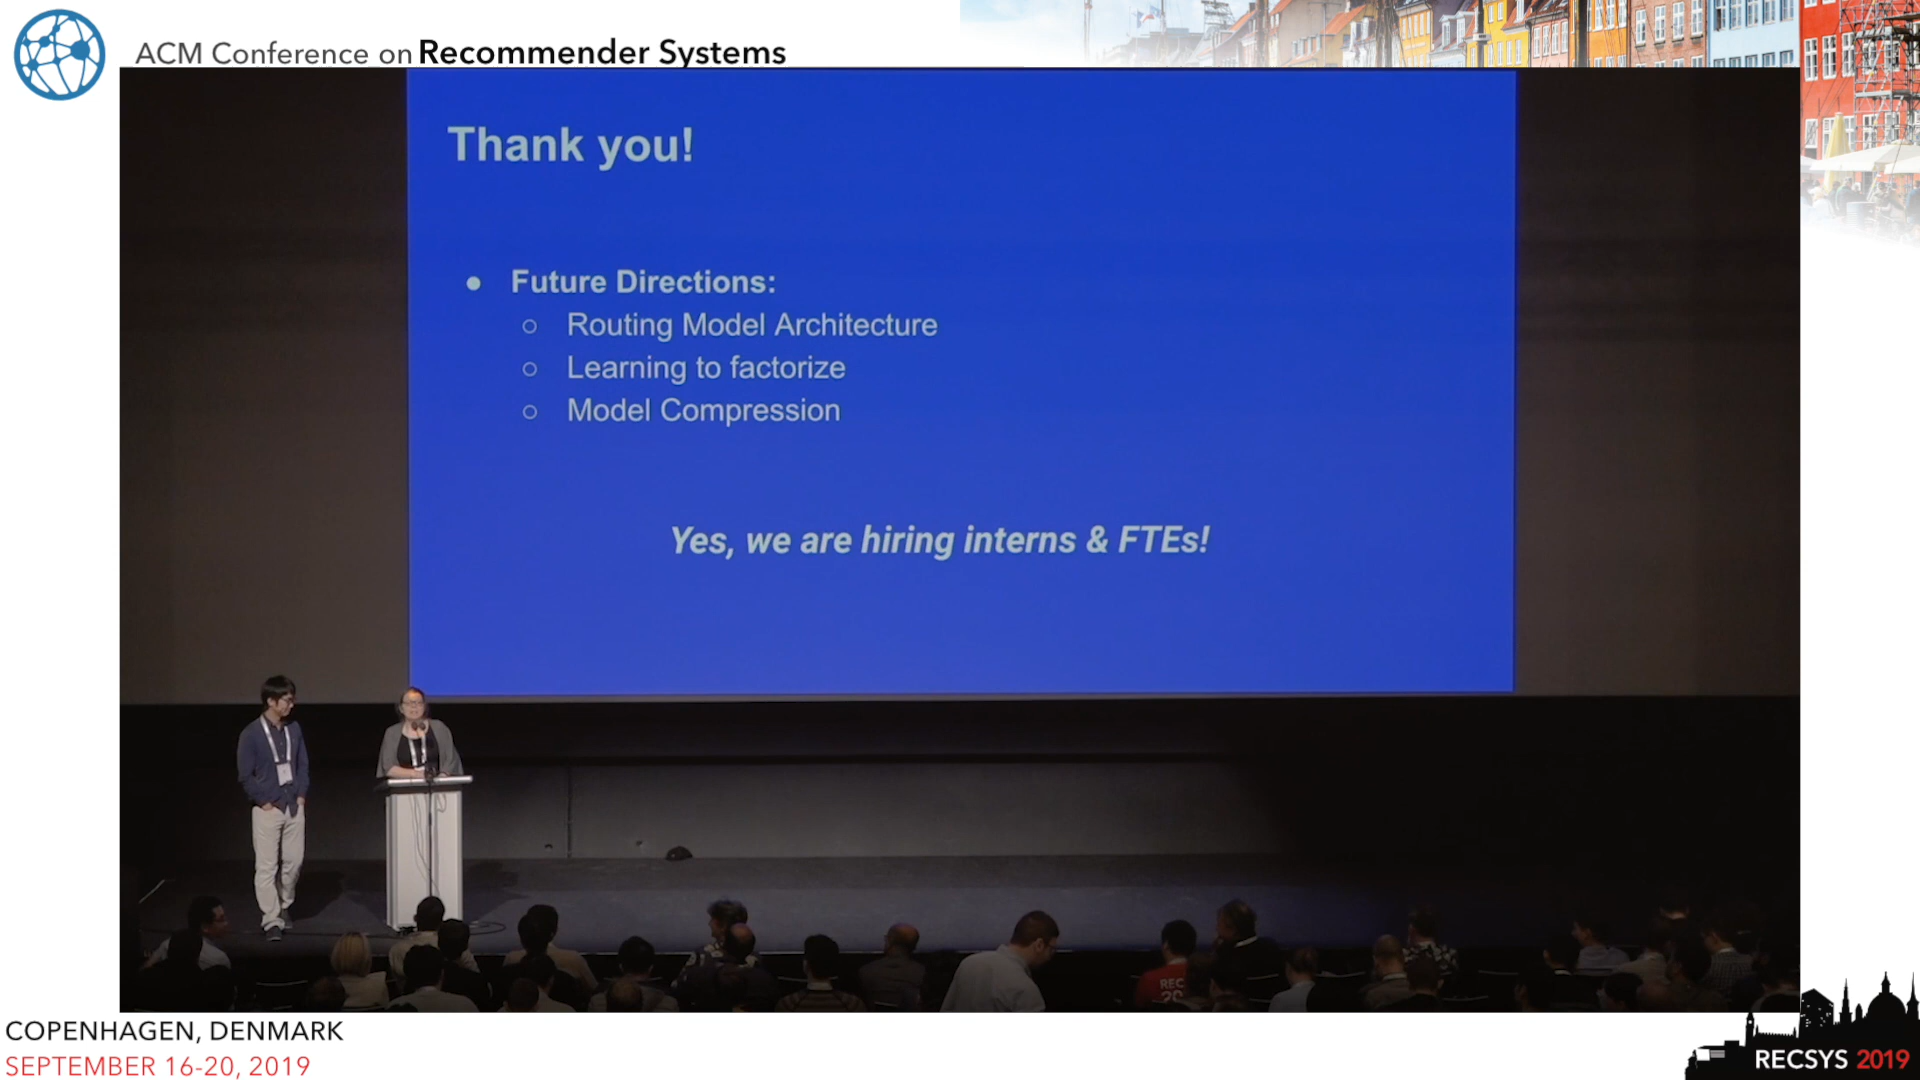 ACM Conference on Recommender Systems
Thank you!
● Future Directions:
○ Routing Model Architecture
○ Learning to factorize
○ Model Compression
Yes, we are hiring interns & FTEs!
REC
COPENHAGEN, DENMARK
SEPTEMBER 16-20, 2019
RECSYS 2019